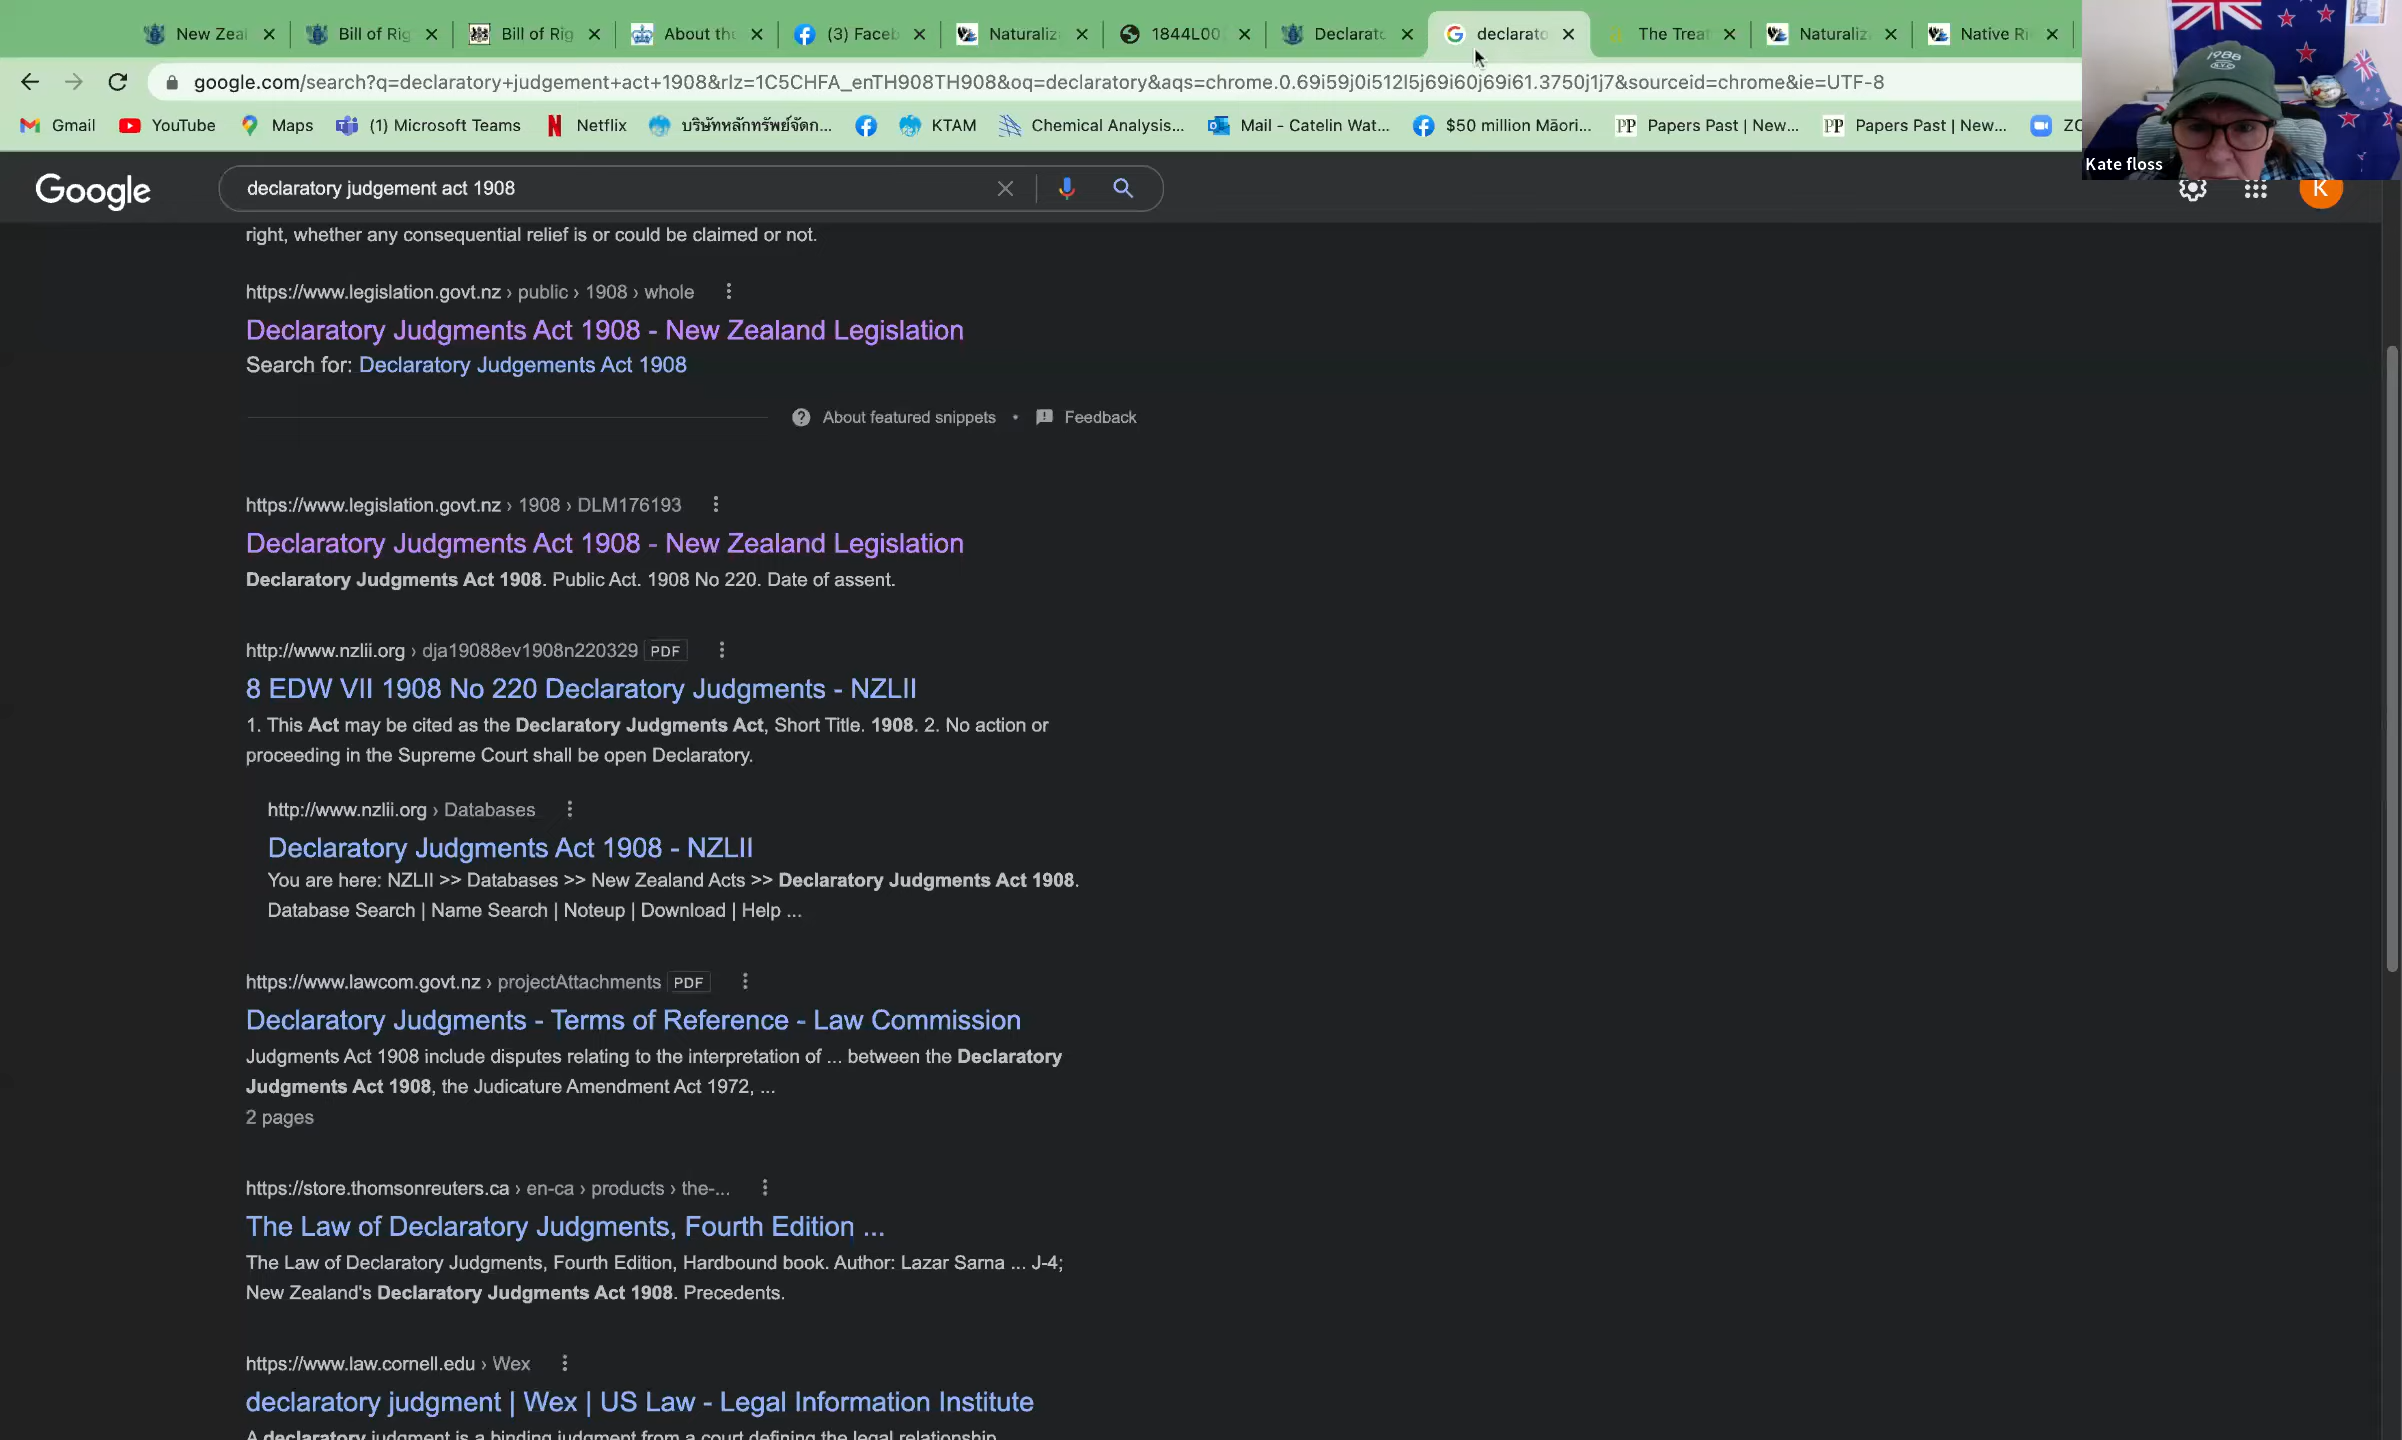 New Zeal
Bill of Rig
Bill of Rig
About the
(3) Faceb
Naturaliz
1844L00
Declarato
declarato
The Treat
Naturaliz
Native Ri
google.com/search?q=declaratory+judgement+act+1908&rlz=1C5CHFA_enTH908TH908&oq=declaratory&aqs=chrome.0.69i59j0i512l5j69i60j69i61.3750j1j7&sourceid=chrome&ie=UTF-8
Gmail YouTube Maps (1) Microsoft Teams Netflix บริษัทหลักทรัพย์จัดก... KTAM Chemical Analysis... Mail - Catelin Wat... $50 million Māori... Papers Past | New... Papers Past | New...
1988
Kate floss
Google
declaratory judgement act 1908
K
right, whether any consequential relief is or could be claimed or not.
https://www.legislation.govt.nz › public › 1908 › whole
Declaratory Judgments Act 1908 - New Zealand Legislation
Search for: Declaratory Judgements Act 1908
About featured snippets • Feedback
https://www.legislation.govt.nz › 1908 › DLM176193
Declaratory Judgments Act 1908 - New Zealand Legislation
Declaratory Judgments Act 1908. Public Act. 1908 No 220. Date of assent.
http://www.nzlii.org › dja19088ev1908n220329 PDF
8 EDW VII 1908 No 220 Declaratory Judgments - NZLII
1. This Act may be cited as the Declaratory Judgments Act, Short Title. 1908. 2. No action or
proceeding in the Supreme Court shall be open Declaratory.
http://www.nzlii.org › Databases
Declaratory Judgments Act 1908 - NZLII
You are here: NZLII >> Databases >> New Zealand Acts >> Declaratory Judgments Act 1908.
Database Search | Name Search | Noteup | Download | Help ...
https://www.lawcom.govt.nz › projectAttachments PDF
Declaratory Judgments - Terms of Reference - Law Commission
Judgments Act 1908 include disputes relating to the interpretation of ... between the Declaratory
Judgments Act 1908, the Judicature Amendment Act 1972, ...
2 pages
https://store.thomsonreuters.ca › en-ca › products › the-...
The Law of Declaratory Judgments, Fourth Edition ...
The Law of Declaratory Judgments, Fourth Edition, Hardbound book. Author: Lazar Sarna ... J-4;
New Zealand's Declaratory Judgments Act 1908. Precedents.
https://www.law.cornell.edu › Wex
declaratory judgment | Wex | US Law - Legal Information Institute
A declaratory judgment is a binding judgment from a court defining the legal relationship